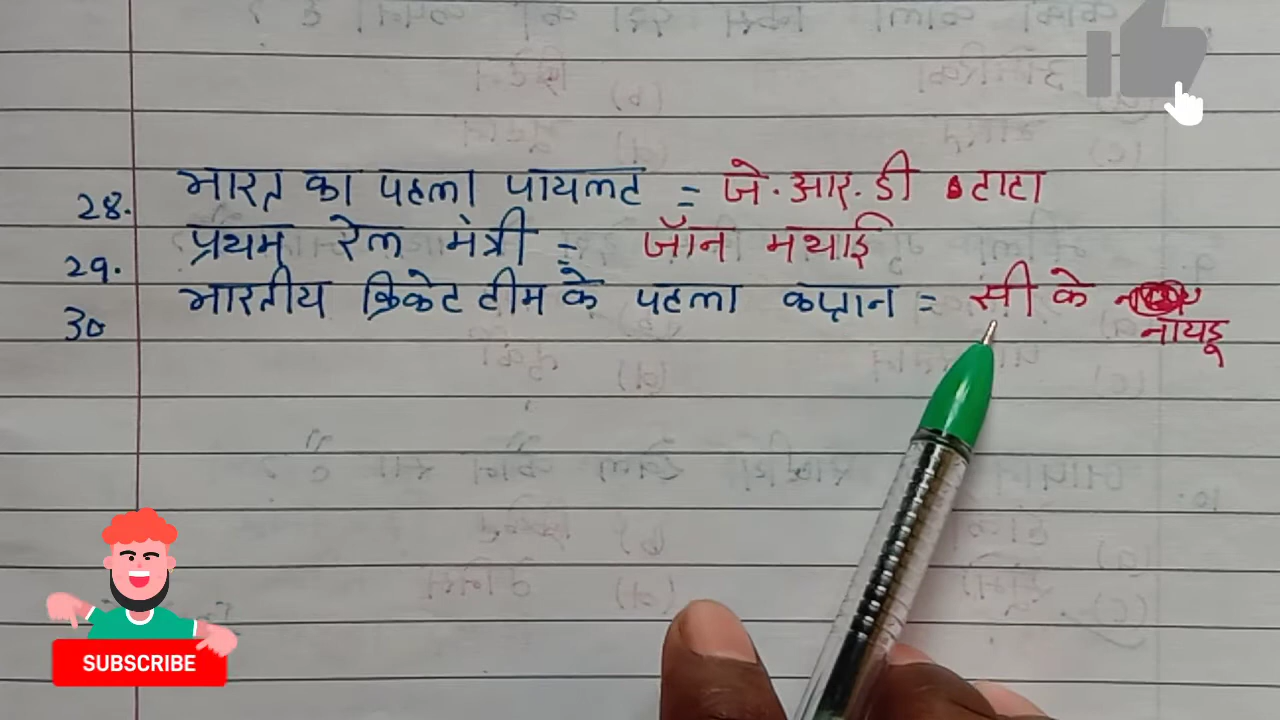 28. भारत का पहला पायलट = जे.आर.डी टाटा
29. प्रथम रेल मंत्री = जॉन मथाई
30 भारतीय क्रिकेट टीम के पहला कप्तान = सी के
नायडू
SUBSCRIBE